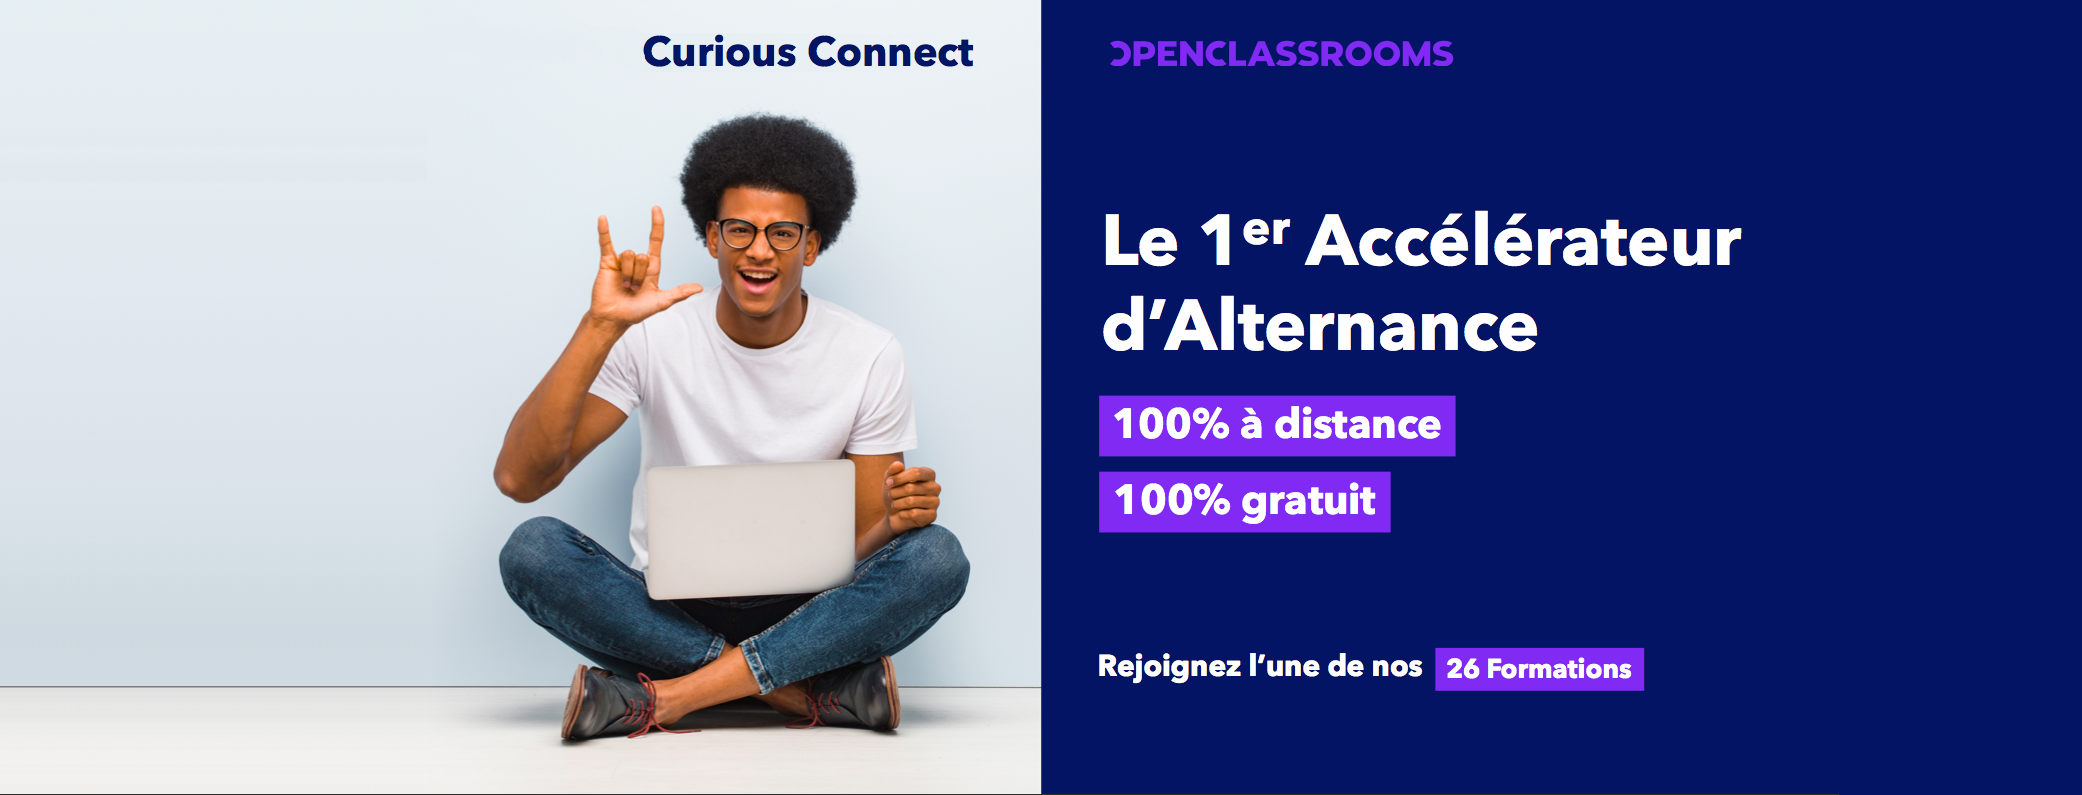 Curious Connect
OPENCLASSROOMS
Le 1er Accélérateur
d’Alternance
100% à distance
100% gratuit
Rejoignez l’une de nos 26 Formations